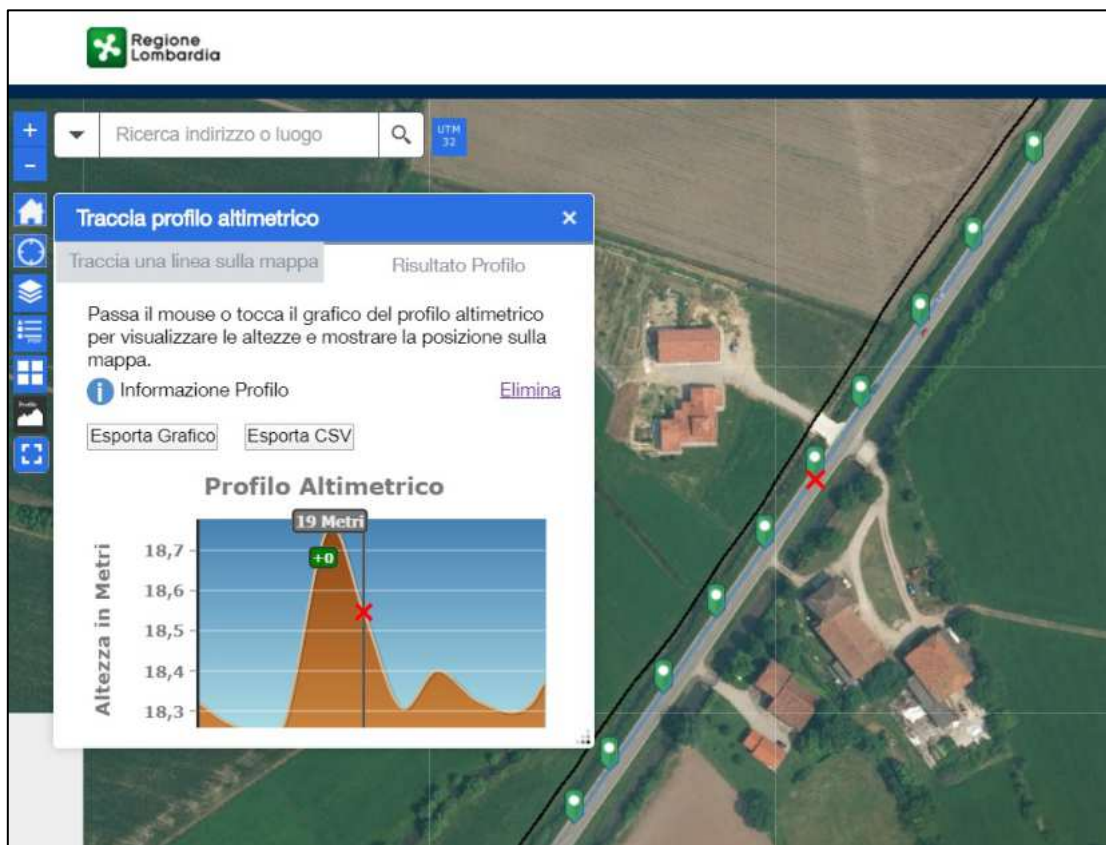 Regione
Lombardia
+
Ricerca indirizzo o luogo
UTM
32
-
Traccia profilo altimetrico
×
Traccia una linea sulla mappa
Risultato Profilo
Passa il mouse o tocca il grafico del profilo altimetrico
per visualizzare le altezze e mostrare la posizione sulla
mappa.
i Informazione Profilo
Elimina
Esporta Grafico
Esporta CSV
Profilo Altimetrico
Altezza in Metri
19 Metri
+0
18,7
18,6
18,5
18,4
18,3